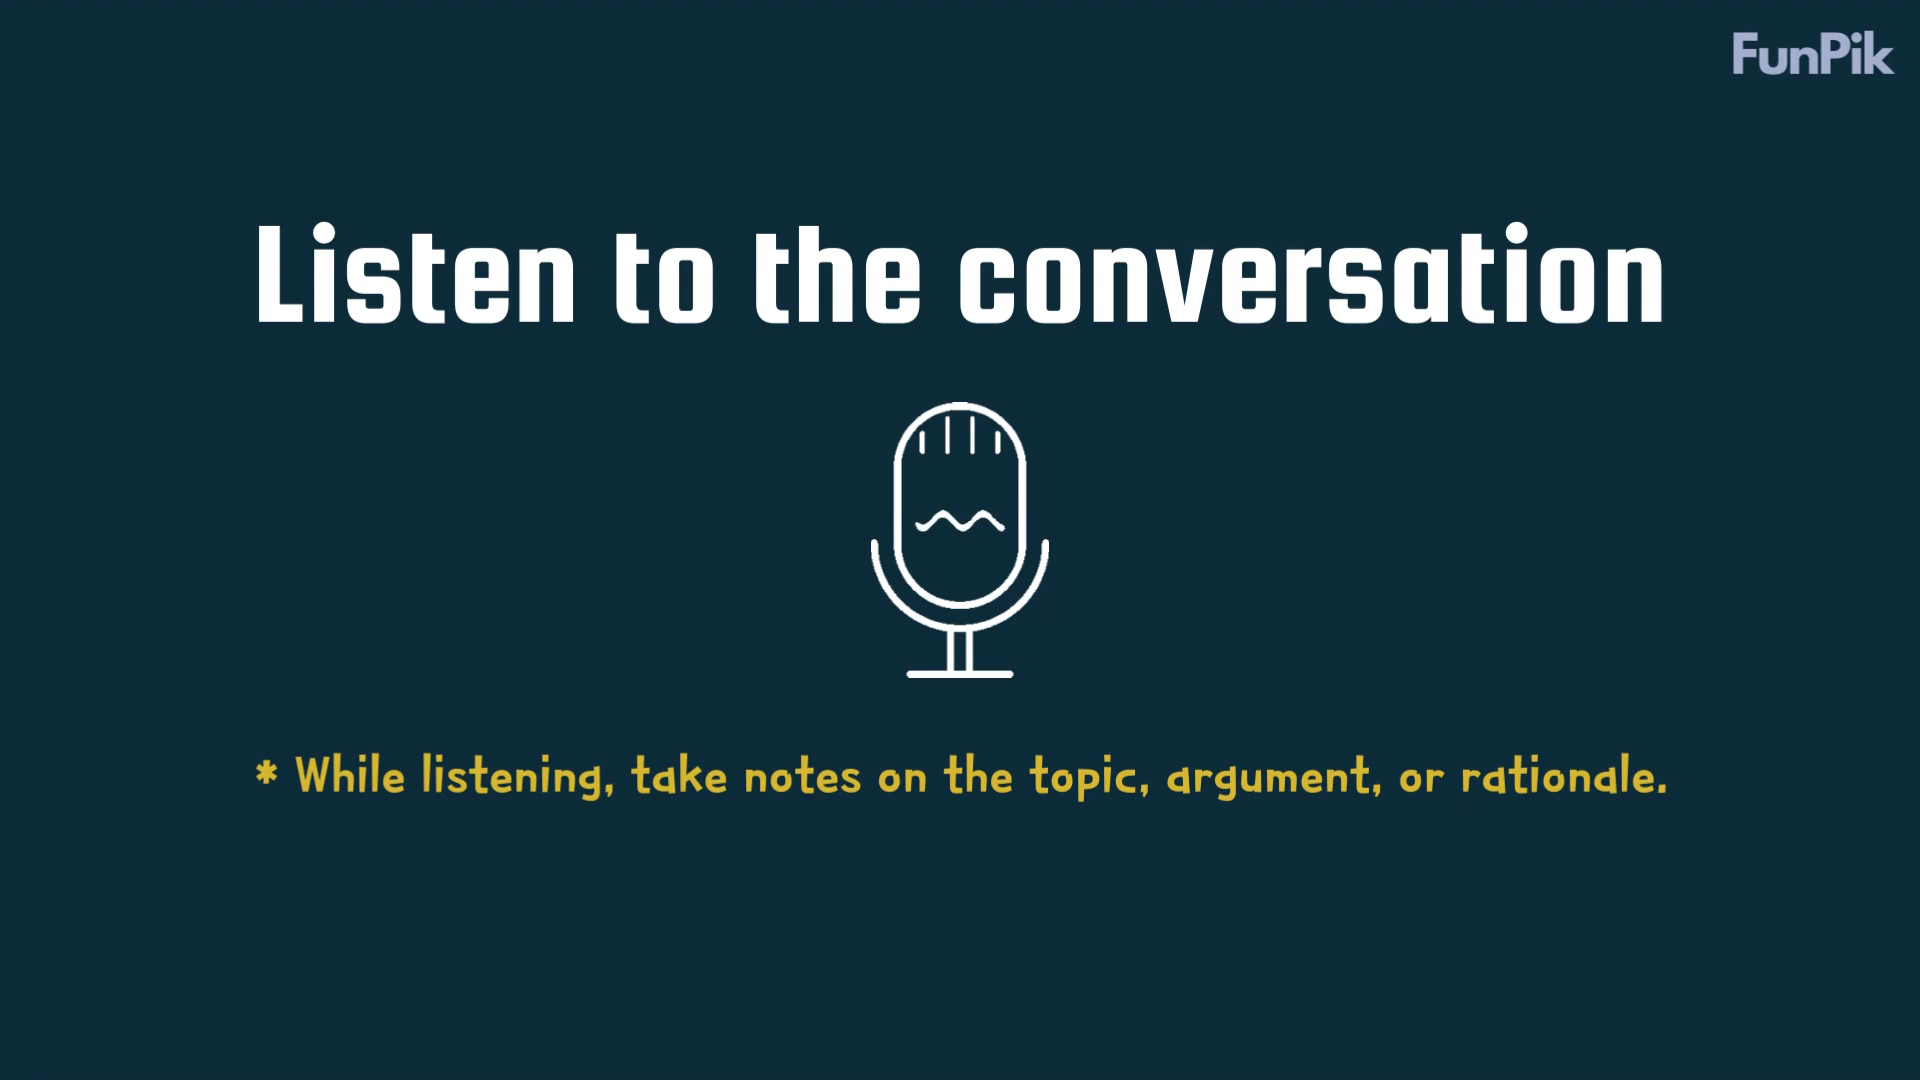 FunPik
Listen to the conversation
* While listening, take notes on the topic, argument, or rationale.